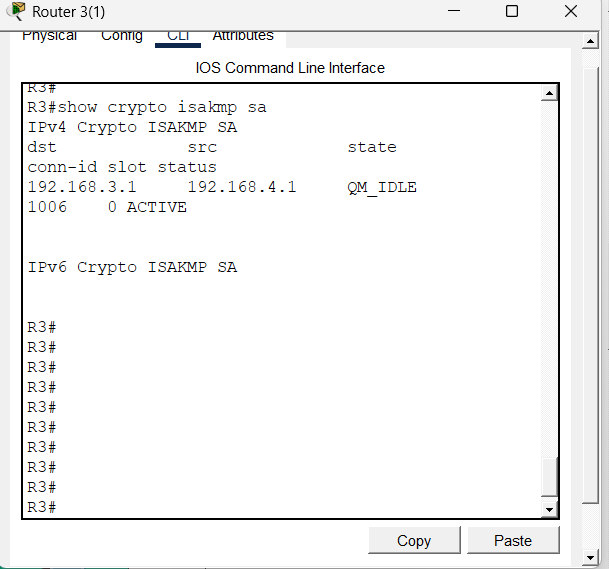 Router 3(1)
Physical Config CLI Attributes
IOS Command Line Interface
R3#
R3#show crypto isakmp sa
IPv4 Crypto ISAKMP SA
dst src state
conn-id slot status
192.168.3.1 192.168.4.1 QM_IDLE
1006 0 ACTIVE
IPv6 Crypto ISAKMP SA
R3#
R3#
R3#
R3#
R3#
R3#
R3#
R3#
R3#
R3#
Copy Paste